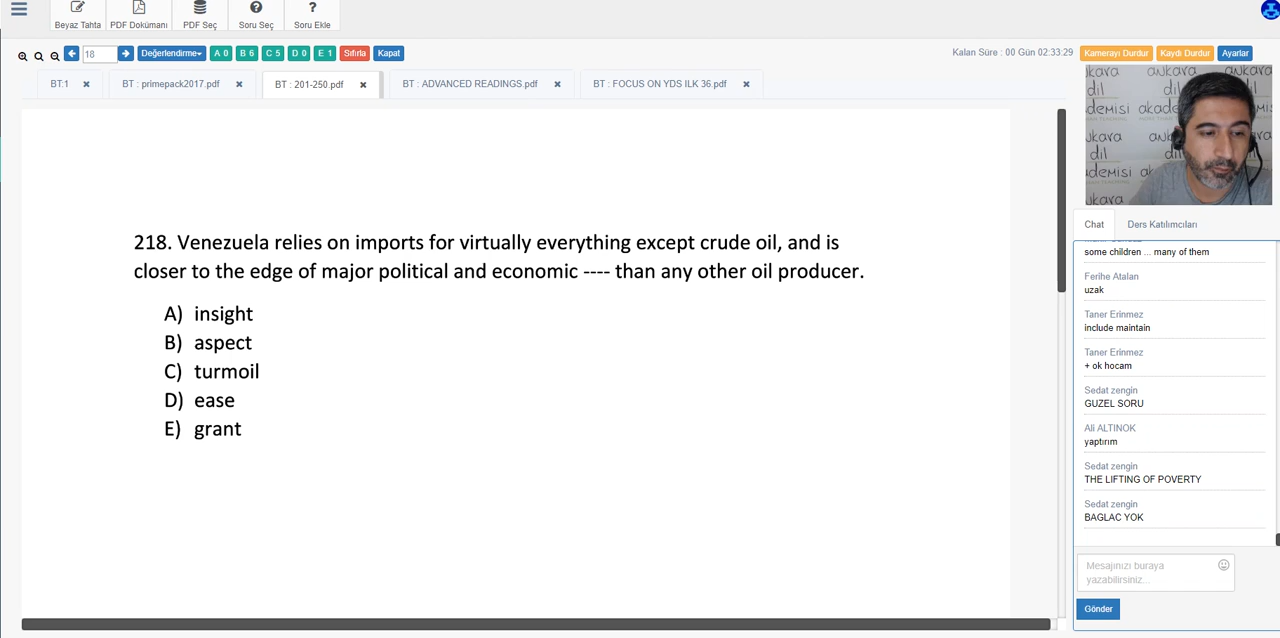 Beyaz Tahta
PDF Dokümanı
PDF Seç
Soru Seç
Soru Ekle
18
Değerlendirme
A 0
B 6
C 5
D 0
E 1
Sıfırla
Kapat
Kalan Süre : 00 Gün 02:33:29
Kamerayı Durdur
Kaydı Durdur
Ayarlar
BT:1
BT : primepack2017.pdf
BT : 201-250.pdf
BT : ADVANCED READINGS.pdf
BT : FOCUS ON YDS ILK 36.pdf
218. Venezuela relies on imports for virtually everything except crude oil, and is
closer to the edge of major political and economic ---- than any other oil producer.
A) insight
B) aspect
C) turmoil
D) ease
E) grant
Chat
Ders Katılımcıları
some children ... many of them
Ferihe Atalan
uzak
Taner Erinmez
include maintain
Taner Erinmez
+ ok hocam
Sedat zengin
GUZEL SORU
Ali ALTINOK
yaptırım
Sedat zengin
THE LIFTING OF POVERTY
Sedat zengin
BAGLAC YOK
Mesajınızı buraya
yazabilirsiniz...
Gönder